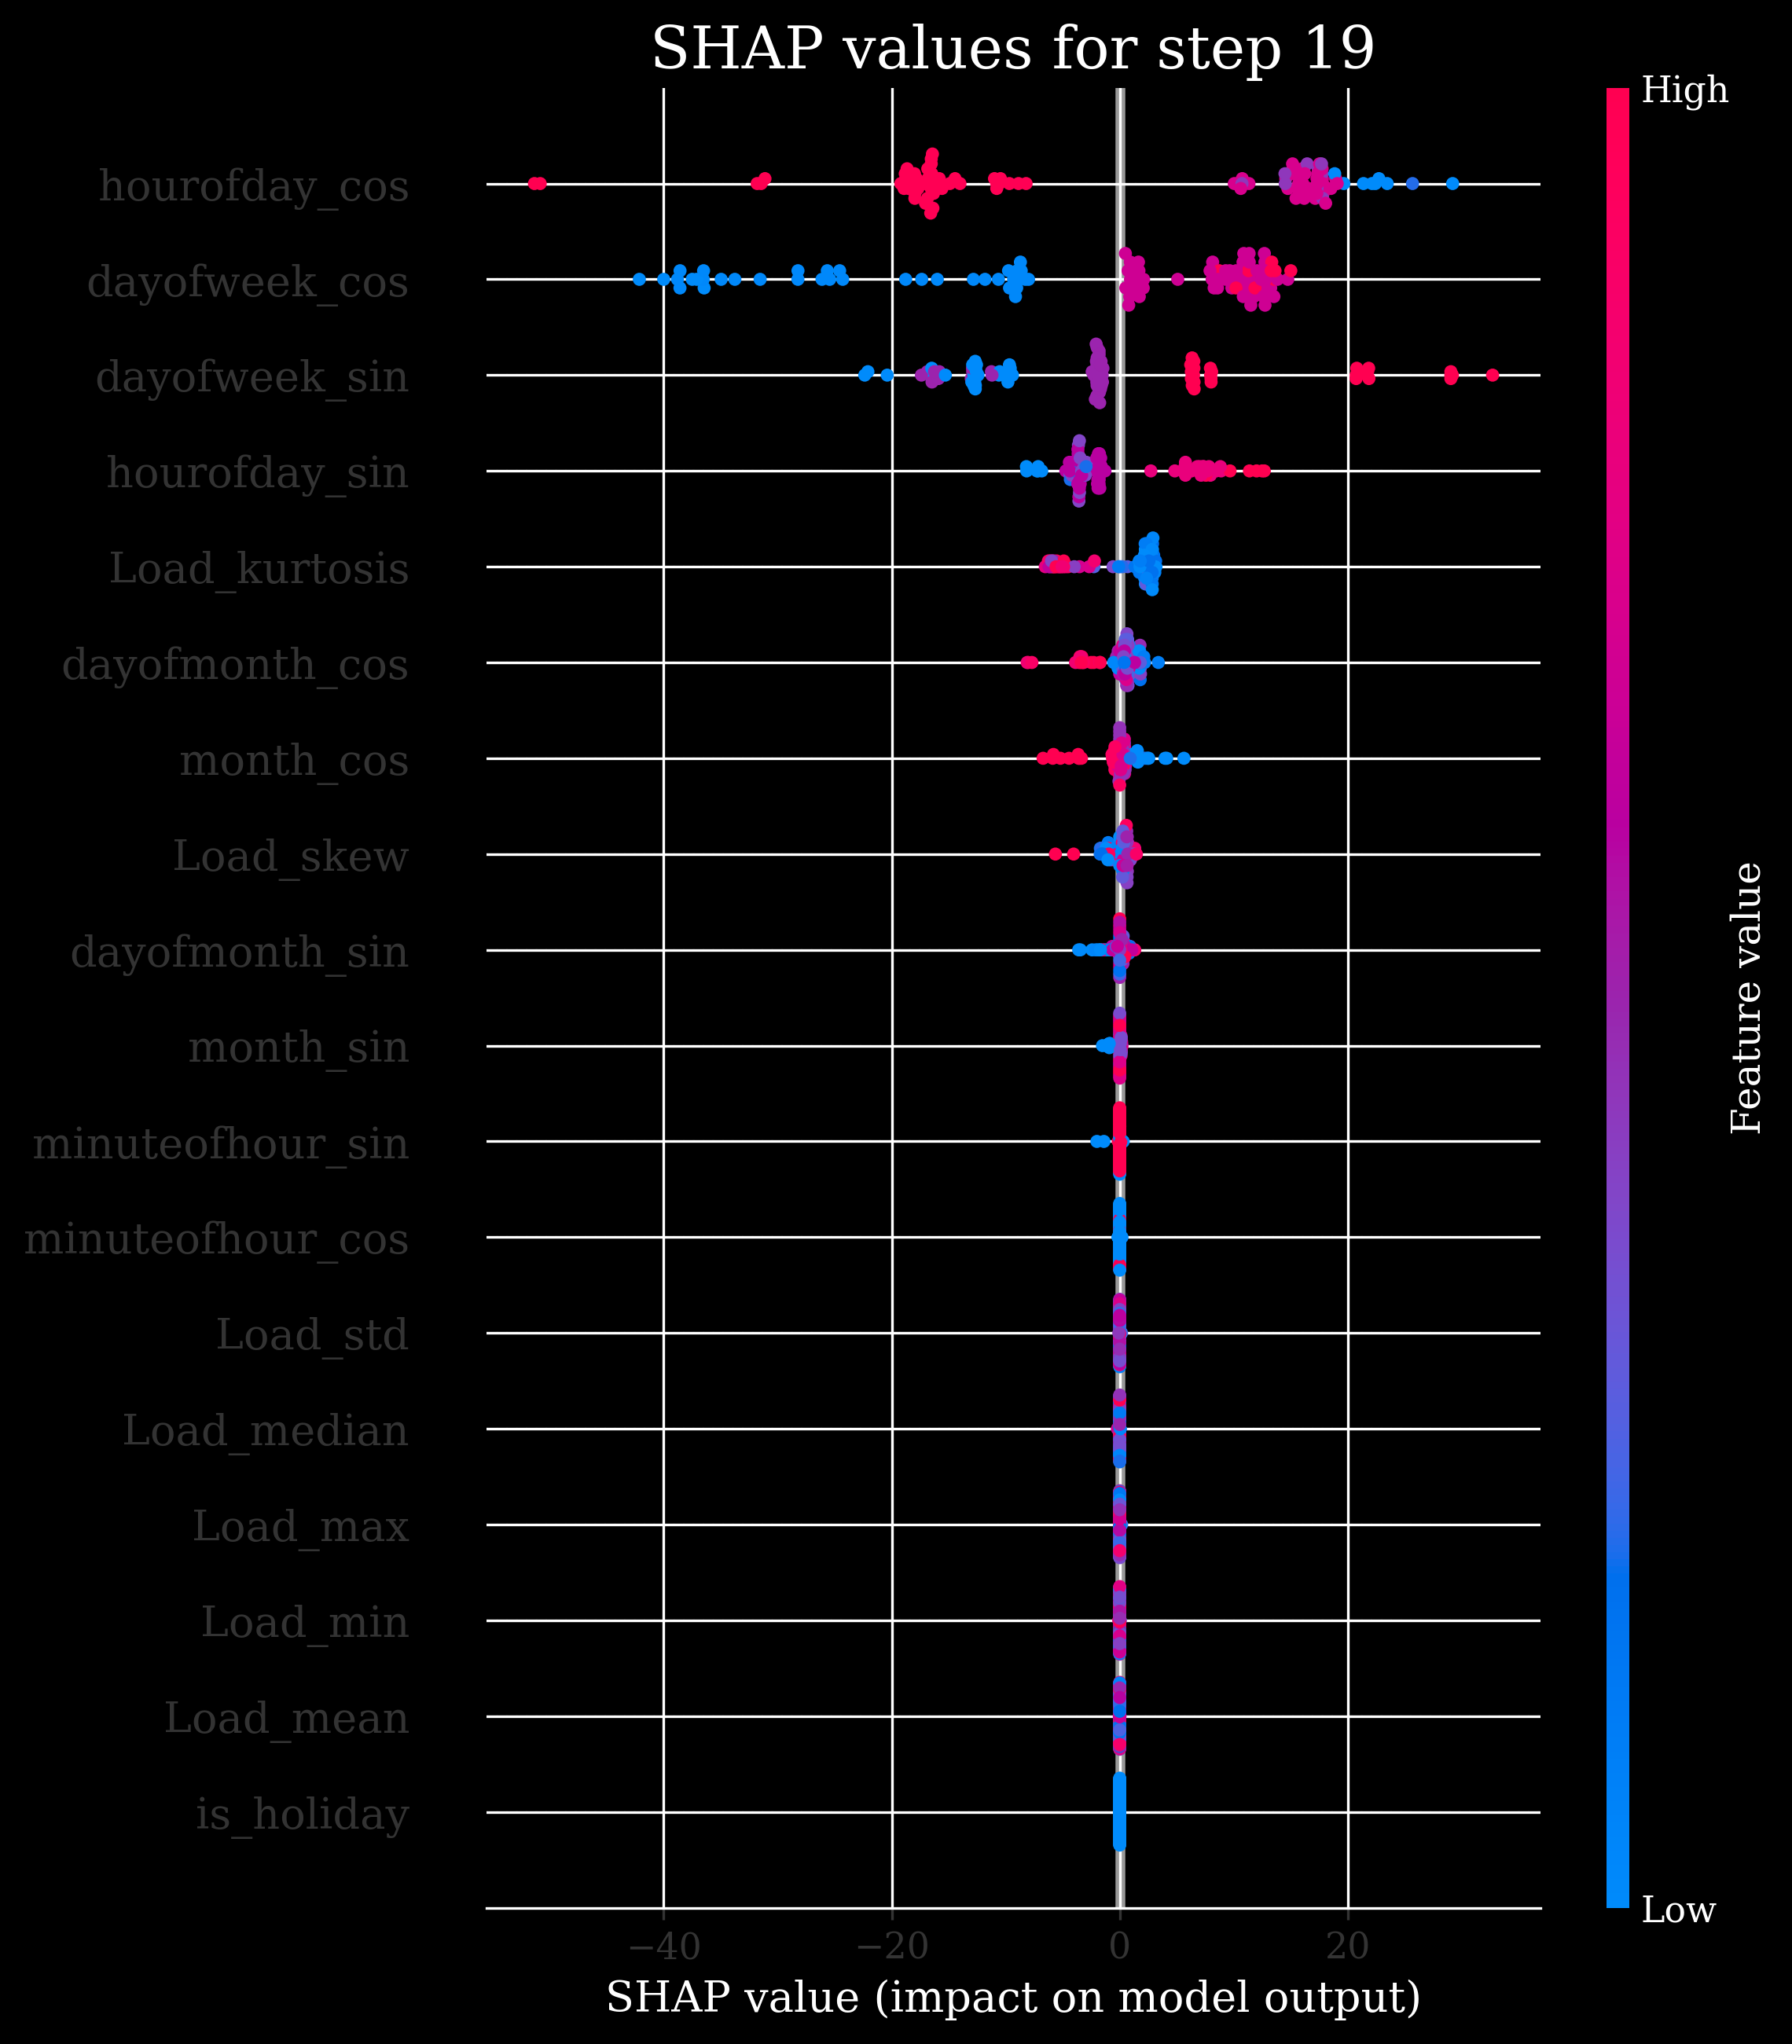 SHAP values for step 19
High
hourofday_cos
dayofweek_cos
dayofweek_sin
hourofday_sin
Load_kurtosis
dayofmonth_cos
month_cos
Load_skew
dayofmonth_sin
month_sin
minuteofhour_sin
minuteofhour_cos
Load_std
Load_median
Load_max
Load_min
Load_mean
is_holiday
Feature value
Low
−40 −20 0 20
SHAP value (impact on model output)